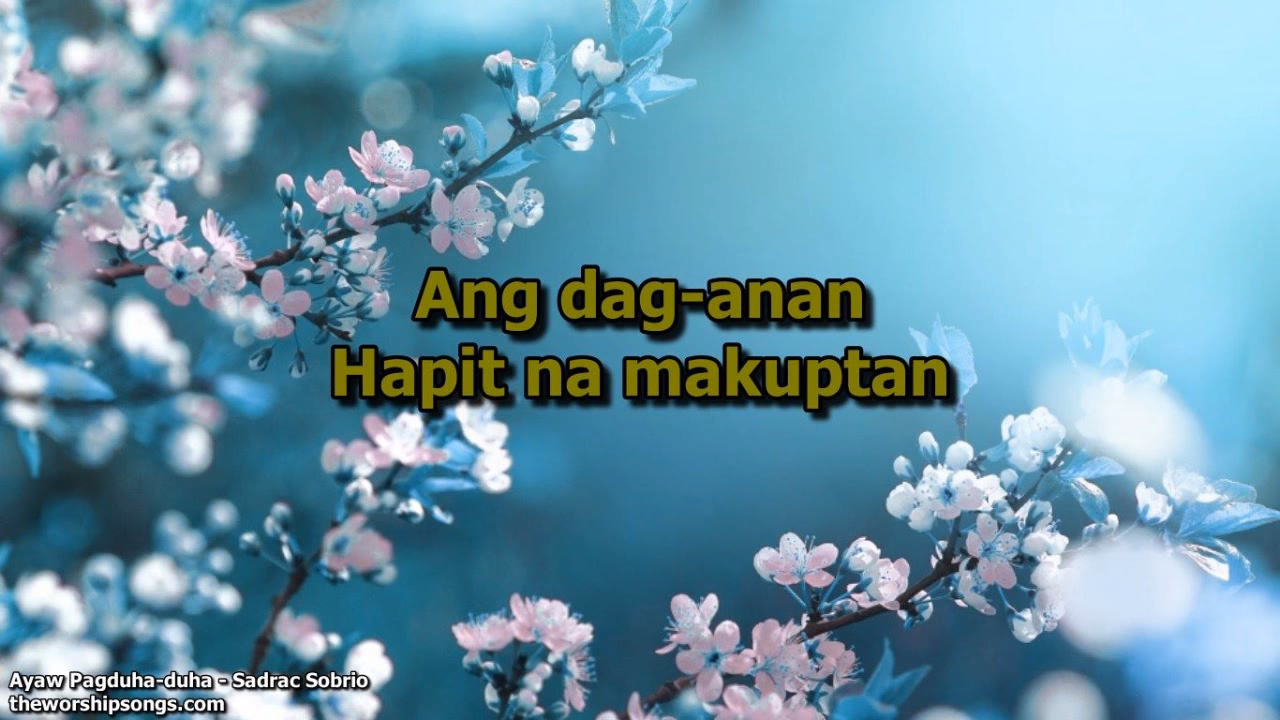 Ang dag-anan
Hapit na makuptan
Ayaw Pagduha-duha - Sadrac Sobrio
theworshipsongs.com